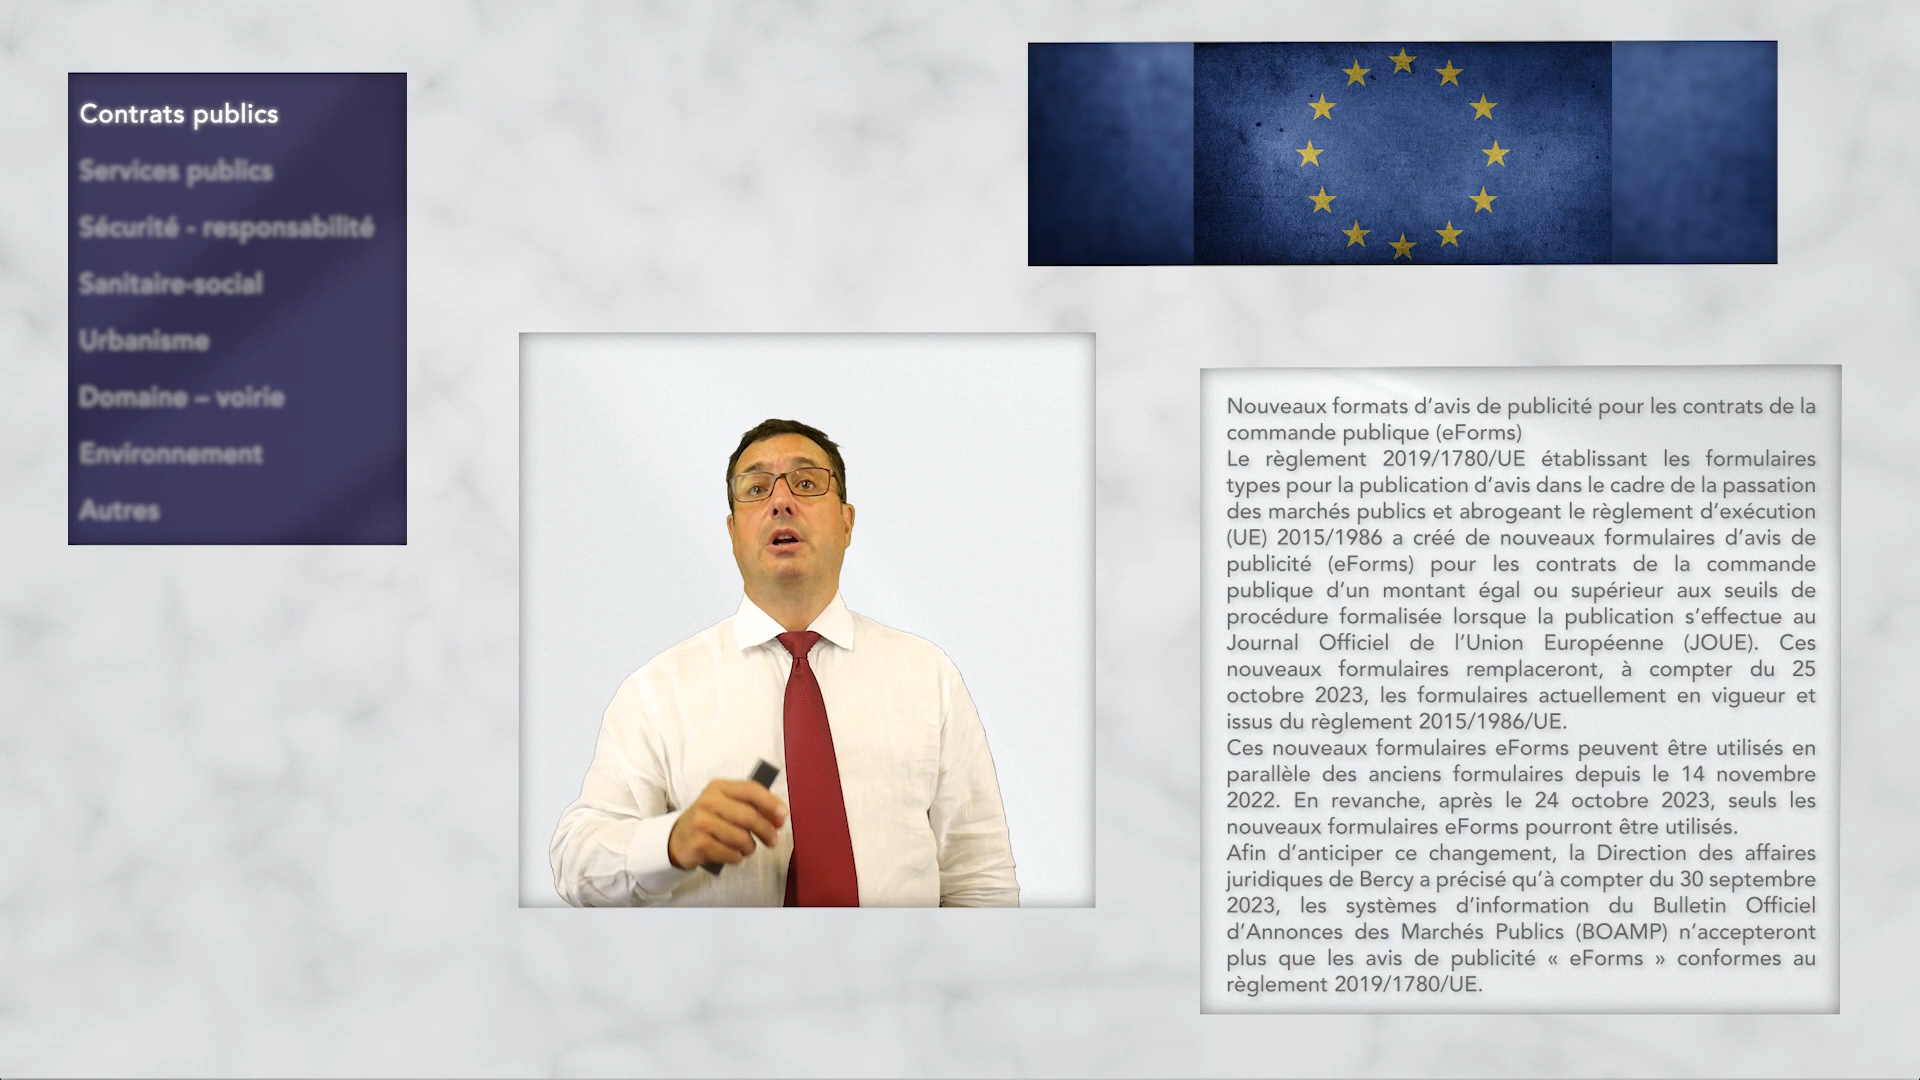 Contrats publics
Services publics
Sécurité - responsabilité
Sanitaire-social
Urbanisme
Domaine – voirie
Environnement
Autres
Nouveaux formats d’avis de publicité pour les contrats de la
commande publique (eForms)
Le règlement 2019/1780/UE établissant les formulaires
types pour la publication d’avis dans le cadre de la passation
des marchés publics et abrogeant le règlement d’exécution
(UE) 2015/1986 a créé de nouveaux formulaires d’avis de
publicité (eForms) pour les contrats de la commande
publique d’un montant égal ou supérieur aux seuils de
procédure formalisée lorsque la publication s’effectue au
Journal Officiel de l’Union Européenne (JOUE). Ces
nouveaux formulaires remplaceront, à compter du 25
octobre 2023, les formulaires actuellement en vigueur et
issus du règlement 2015/1986/UE.
Ces nouveaux formulaires eForms peuvent être utilisés en
parallèle des anciens formulaires depuis le 14 novembre
2022. En revanche, après le 24 octobre 2023, seuls les
nouveaux formulaires eForms pourront être utilisés.
Afin d’anticiper ce changement, la Direction des affaires
juridiques de Bercy a précisé qu’à compter du 30 septembre
2023, les systèmes d’information du Bulletin Officiel
d’Annonces des Marchés Publics (BOAMP) n’accepteront
plus que les avis de publicité « eForms » conformes au
règlement 2019/1780/UE.